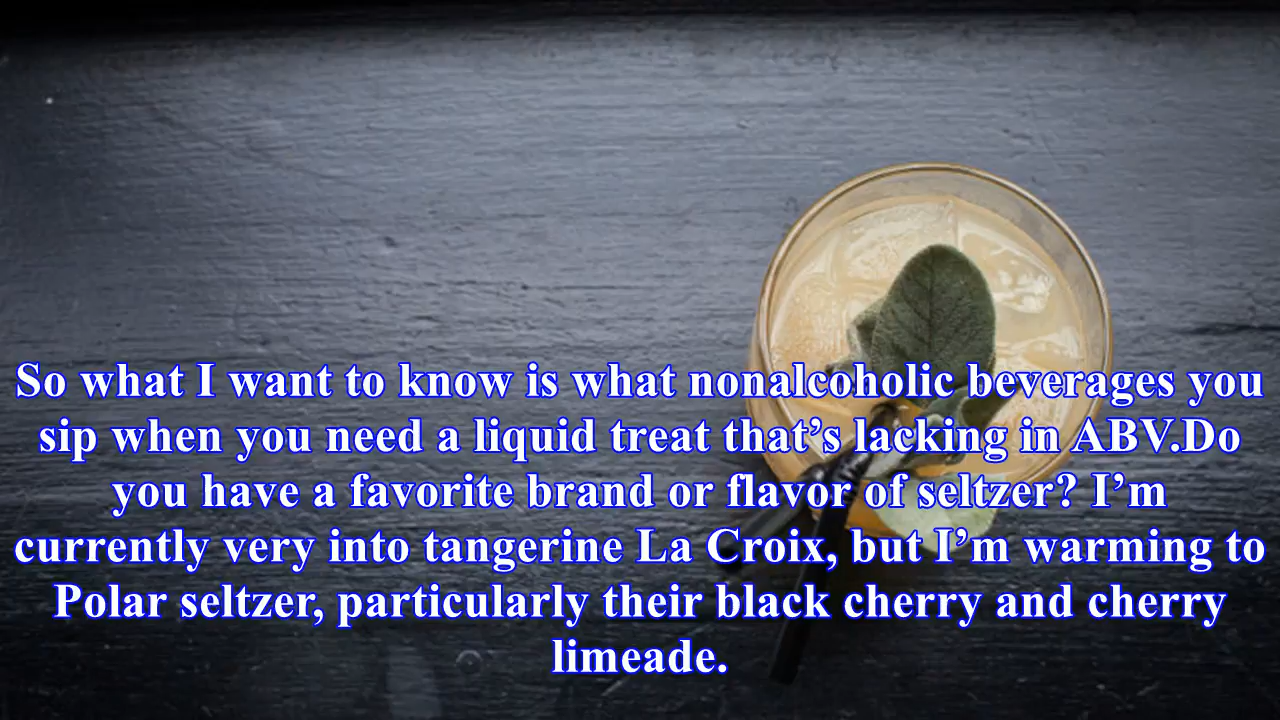 So what I want to know is what nonalcoholic beverages you
sip when you need a liquid treat that’s lacking in ABV.Do
you have a favorite brand or flavor of seltzer? I’m
currently very into tangerine La Croix, but I’m warming to
Polar seltzer, particularly their black cherry and cherry
limeade.